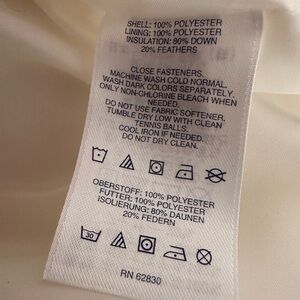 SHELL: 100% POLYESTER
LINING: 100% POLYESTER
INSULATION: 80% DOWN
20% FEATHERS
CLOSE FASTENERS.
MACHINE WASH COLD NORMAL.
WASH DARK COLORS SEPARATELY.
ONLY NON-CHLORINE BLEACH WHEN
NEEDED.
DO NOT USE FABRIC SOFTENER.
TUMBLE DRY LOW WITH CLEAN
TENNIS BALLS.
COOL IRON IF NEEDED.
DO NOT DRY CLEAN.
OBERSTOFF: 100% POLYESTER
FUTTER: 100% POLYESTER
ISOLIERUNG: 80% DAUNEN
20% FEDERN
30
RN 62830